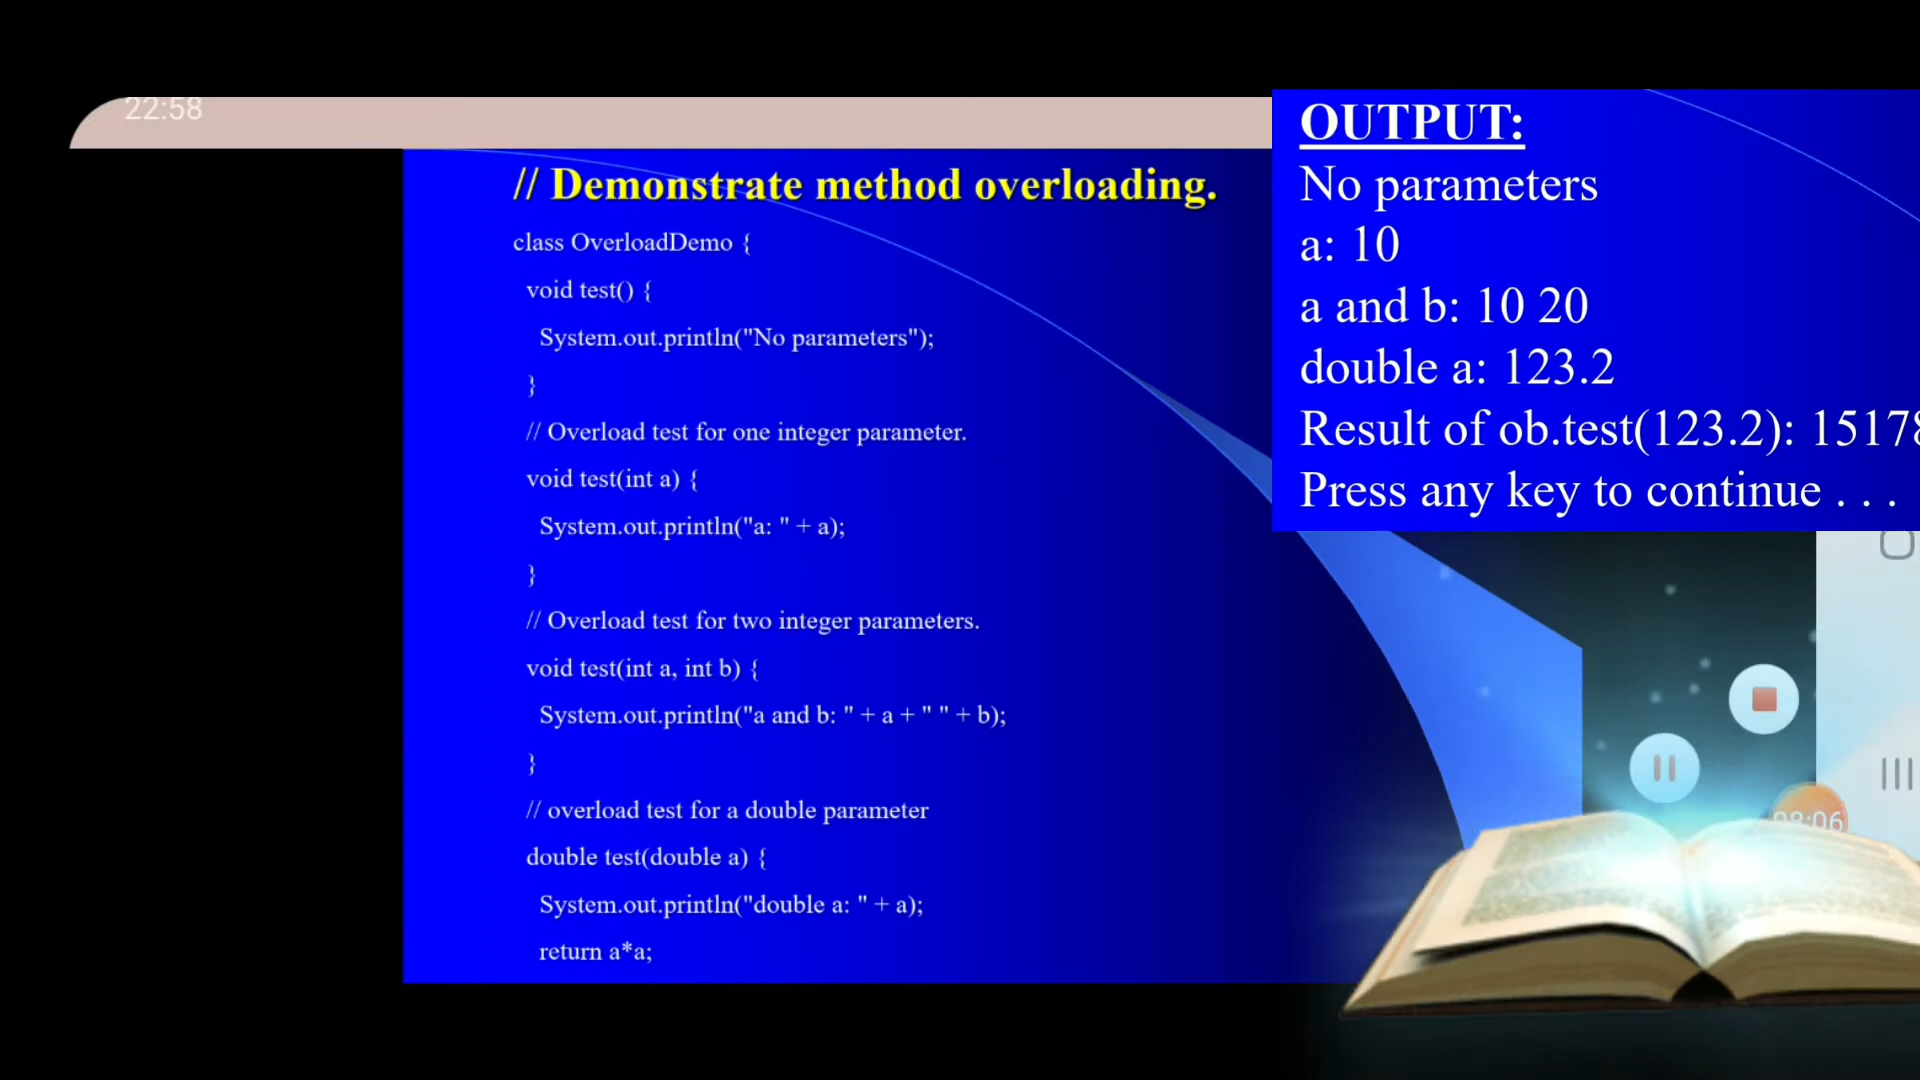 22:58
// Demonstrate method overloading.
class OverloadDemo {
void test() {
System.out.println("No parameters");
}
// Overload test for one integer parameter.
void test(int a) {
System.out.println("a: " + a);
}
// Overload test for two integer parameters.
void test(int a, int b) {
System.out.println("a and b: " + a + " " + b);
}
// overload test for a double parameter
double test(double a) {
System.out.println("double a: " + a);
return a*a;
OUTPUT:
No parameters
a: 10
a and b: 10 20
double a: 123.2
Result of ob.test(123.2): 15178
Press any key to continue . . .